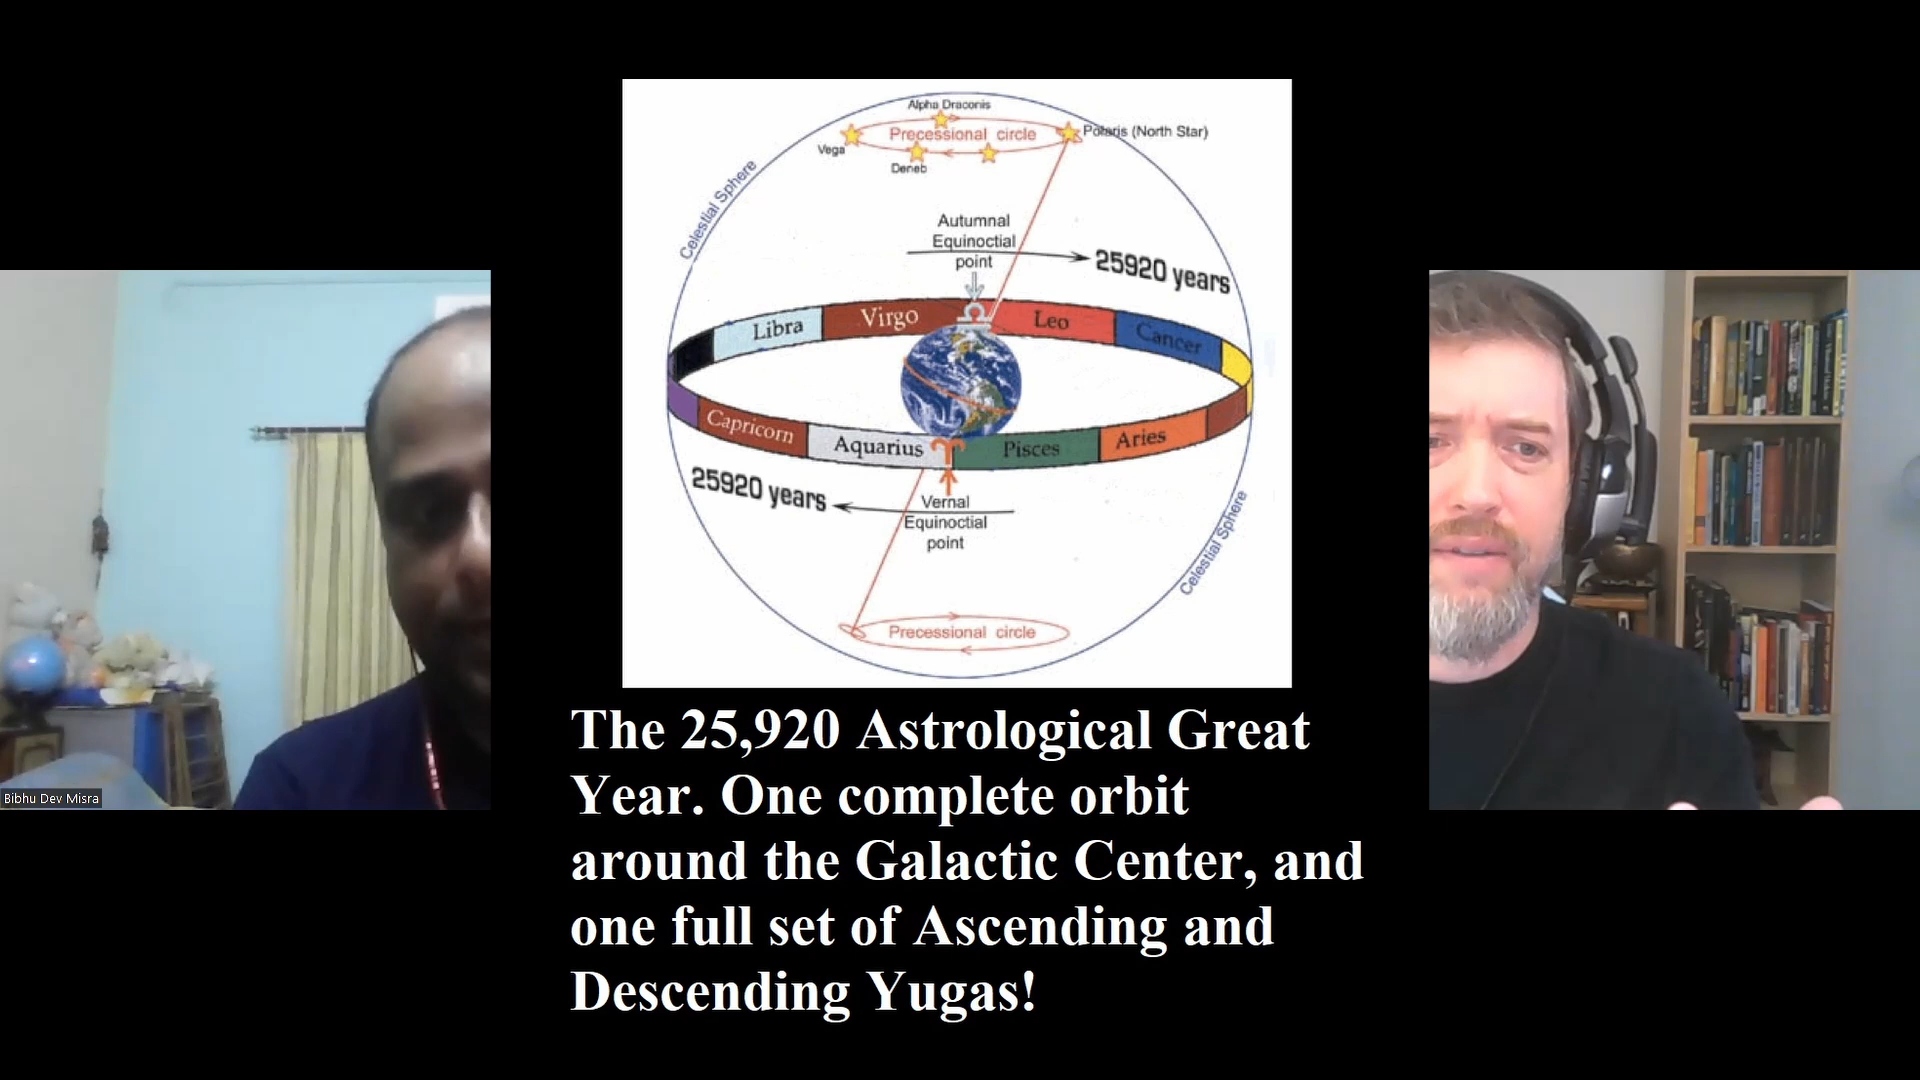 Alpha Draconis
Precessional circle
Polaris (North Star)
Vega
Deneb
Celestial Sphere
Autumnal
Equinoctial
point
25920 years
Libra
Virgo
Leo
Cancer
Capricorn
Aquarius
Pisces
Aries
25920 years
Vernal
Equinoctial
point
Celestial Sphere
Precessional circle
The 25,920 Astrological Great
Year. One complete orbit
around the Galactic Center, and
one full set of Ascending and
Descending Yugas!
Bibhu Dev Misra